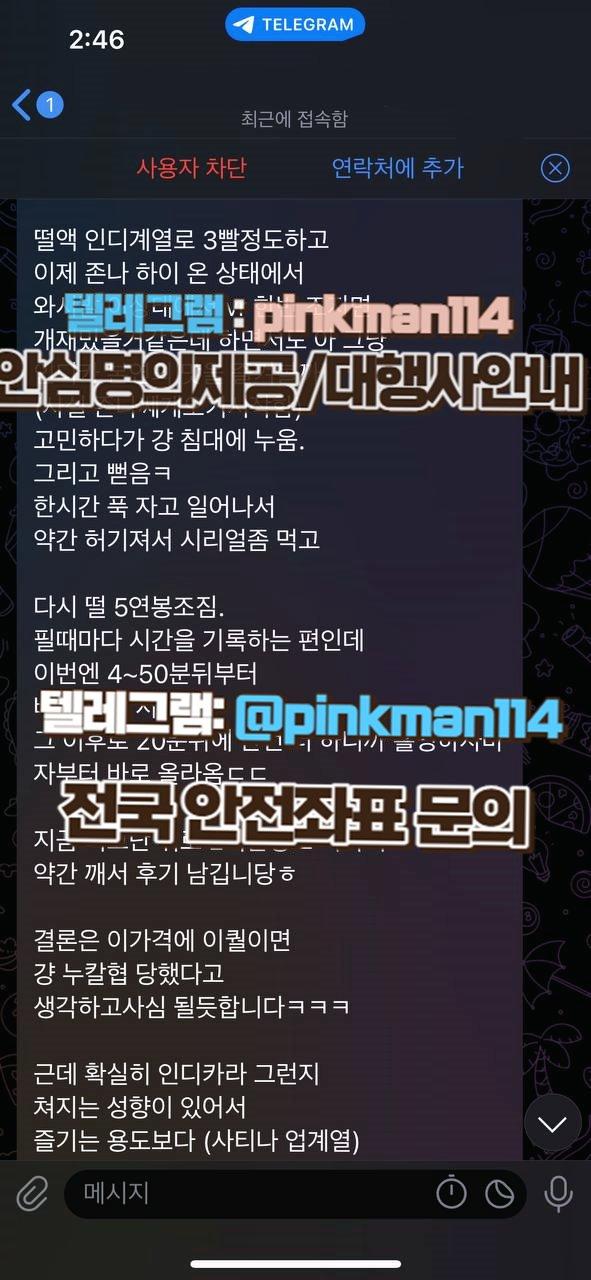 2:46
TELEGRAM
1
최근에 접속함
사용자 차단
연락처에 추가
떨액 인디계열로 3빨정도하고
이제 존나 하이 온 상태에서
텔레그램 : pinkman114
안심명의제공/대행사안내
고민하다가 걍 침대에 누움.
그리고 뻗음ㅋ
한시간 푹 자고 일어나서
약간 허기져서 시리얼좀 먹고
다시 떨 5연봉조짐.
필때마다 시간을 기록하는 편인데
이번엔 4~50분뒤부터
텔레그램: @pinkman114
그 이후로 20분뒤에
자부터 바로 올라옴ㄷㄷ
전국 안전좌표 문의
약간 깨서 후기 남깁니당ㅎ
결론은 이가격에 이퀄이면
걍 누칼협 당했다고
생각하고사심 될듯합니다ㅋㅋㅋ
근데 확실히 인디카라 그런지
쳐지는 성향이 있어서
즐기는 용도보다 (사티나 업계열)
메시지